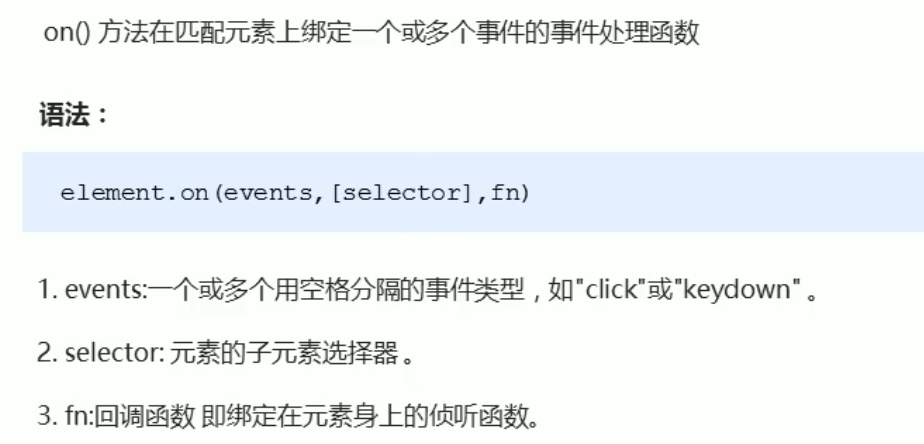 on() 方法在匹配元素上绑定一个或多个事件的事件处理函数
语法：
element.on(events,[selector],fn)
1. events:一个或多个用空格分隔的事件类型，如"click"或"keydown" 。
2. selector: 元素的子元素选择器 。
3. fn:回调函数 即绑定在元素身上的侦听函数。